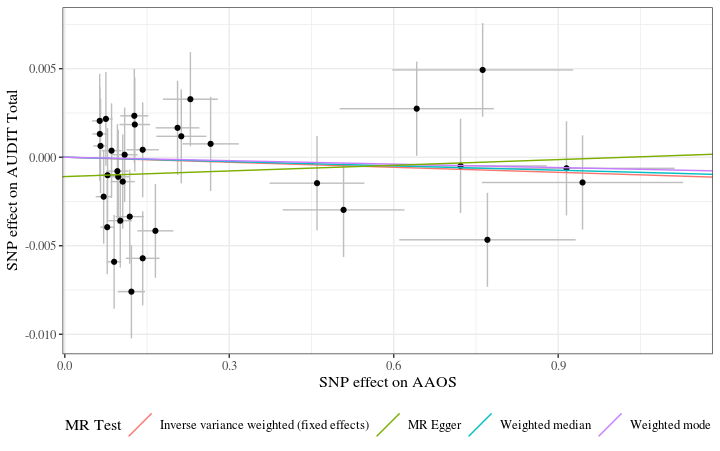 SNP effect on AUDIT Total
0.005
0.000
-0.005
-0.010
0.0 0.3 0.6 0.9
SNP effect on AAOS
MR Test Inverse variance weighted (fixed effects) MR Egger Weighted median Weighted mode